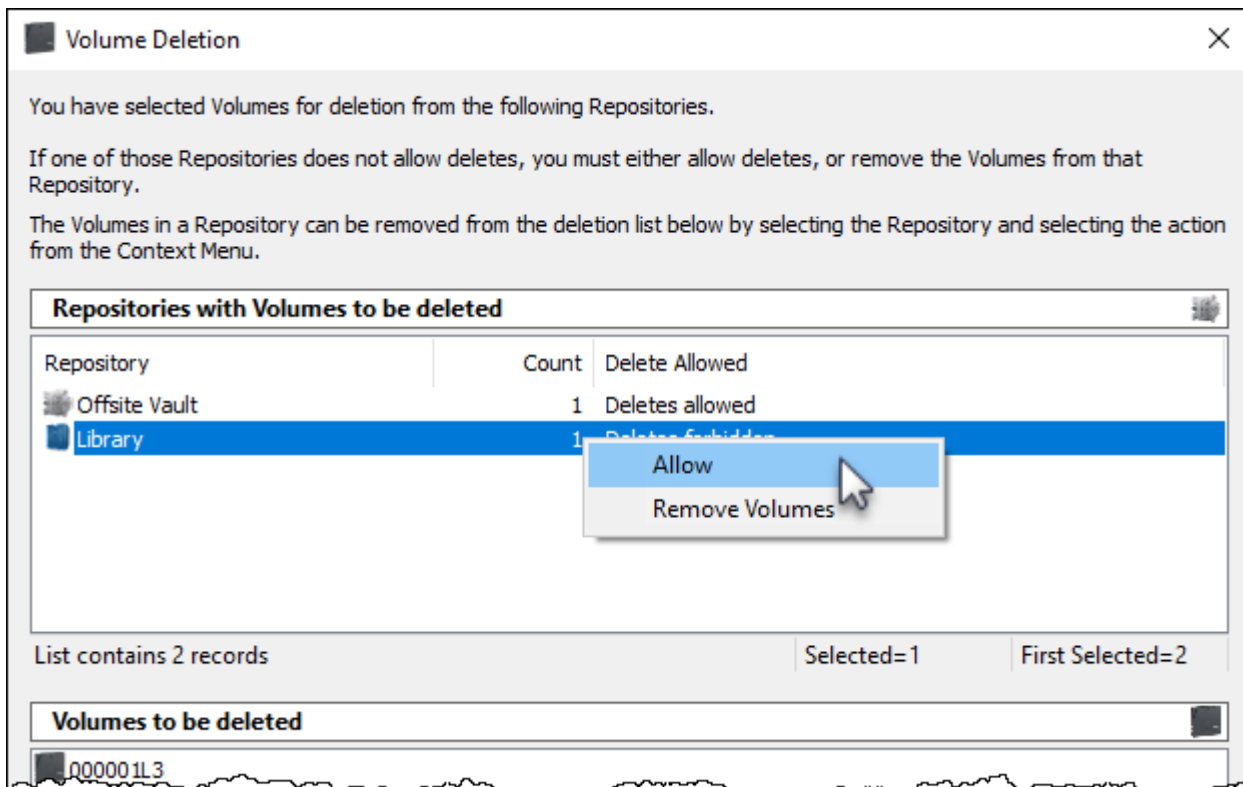 Volume Deletion
You have selected Volumes for deletion from the following Repositories.
If one of those Repositories does not allow deletes, you must either allow deletes, or remove the Volumes from that
Repository.
The Volumes in a Repository can be removed from the deletion list below by selecting the Repository and selecting the action
from the Context Menu.
Repositories with Volumes to be deleted
Repository Count Delete Allowed
Offsite Vault 1 Deletes allowed
Library 1 Deletes forbidden
Allow
Remove Volumes
List contains 2 records Selected=1 First Selected=2
Volumes to be deleted
000001L3